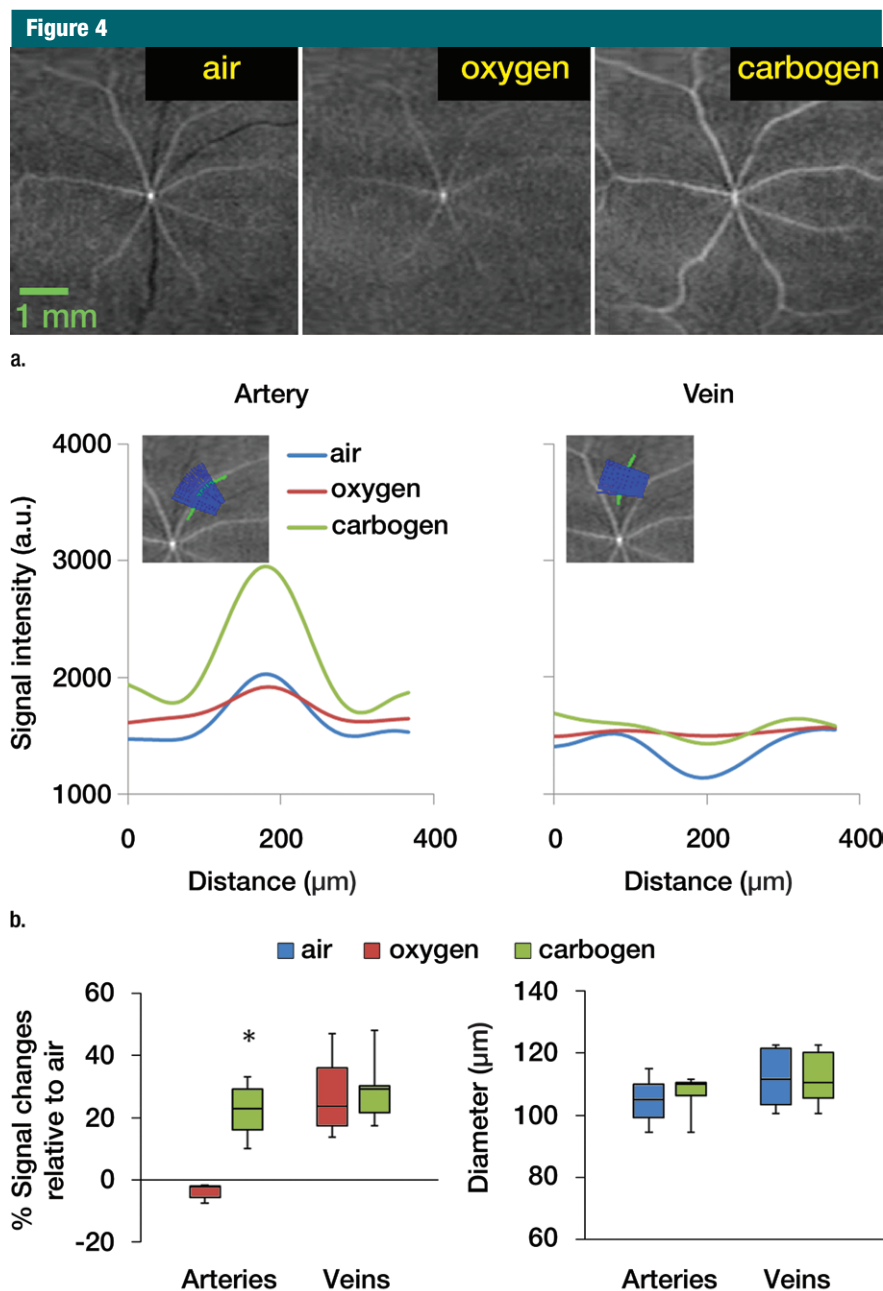 Figure 4
air oxygen carbogen
1 mm
a.
Artery Vein
4000
3000
2000
1000
Signal intensity (a.u.)
air
oxygen
carbogen
0 200 400 0 200 400
Distance (μm) Distance (μm)
b.
air oxygen carbogen
60
40
20
0
-20
% Signal changes
relative to air
*
Arteries Veins
140
120
100
80
60
Diameter (μm)
Arteries Veins